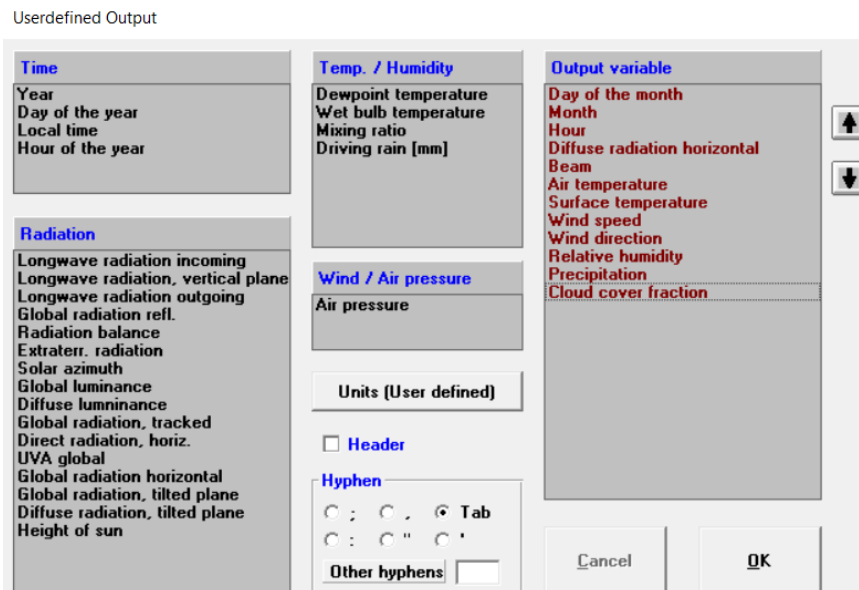 Userdefined Output
Time
Year
Day of the year
Local time
Hour of the year
Radiation
Longwave radiation incoming
Longwave radiation, vertical plane
Longwave radiation outgoing
Global radiation refl.
Radiation balance
Extraterr. radiation
Solar azimuth
Global luminance
Diffuse lumninance
Global radiation, tracked
Direct radiation, horiz.
UVA global
Global radiation horizontal
Global radiation, tilted plane
Diffuse radiation, tilted plane
Height of sun
Temp. / Humidity
Dewpoint temperature
Wet bulb temperature
Mixing ratio
Driving rain [mm]
Wind / Air pressure
Air pressure
Units (User defined)
Header
Hyphen
; , Tab
: " '
Other hyphens
Output variable
Day of the month
Month
Hour
Diffuse radiation horizontal
Beam
Air temperature
Surface temperature
Wind speed
Wind direction
Relative humidity
Precipitation
Cloud cover fraction
Cancel
OK